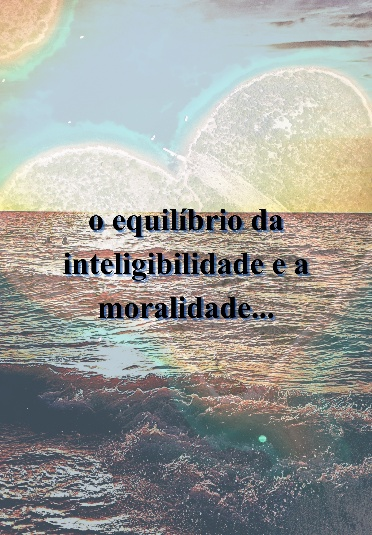 o equilíbrio da
inteligibilidade e a
moralidade...